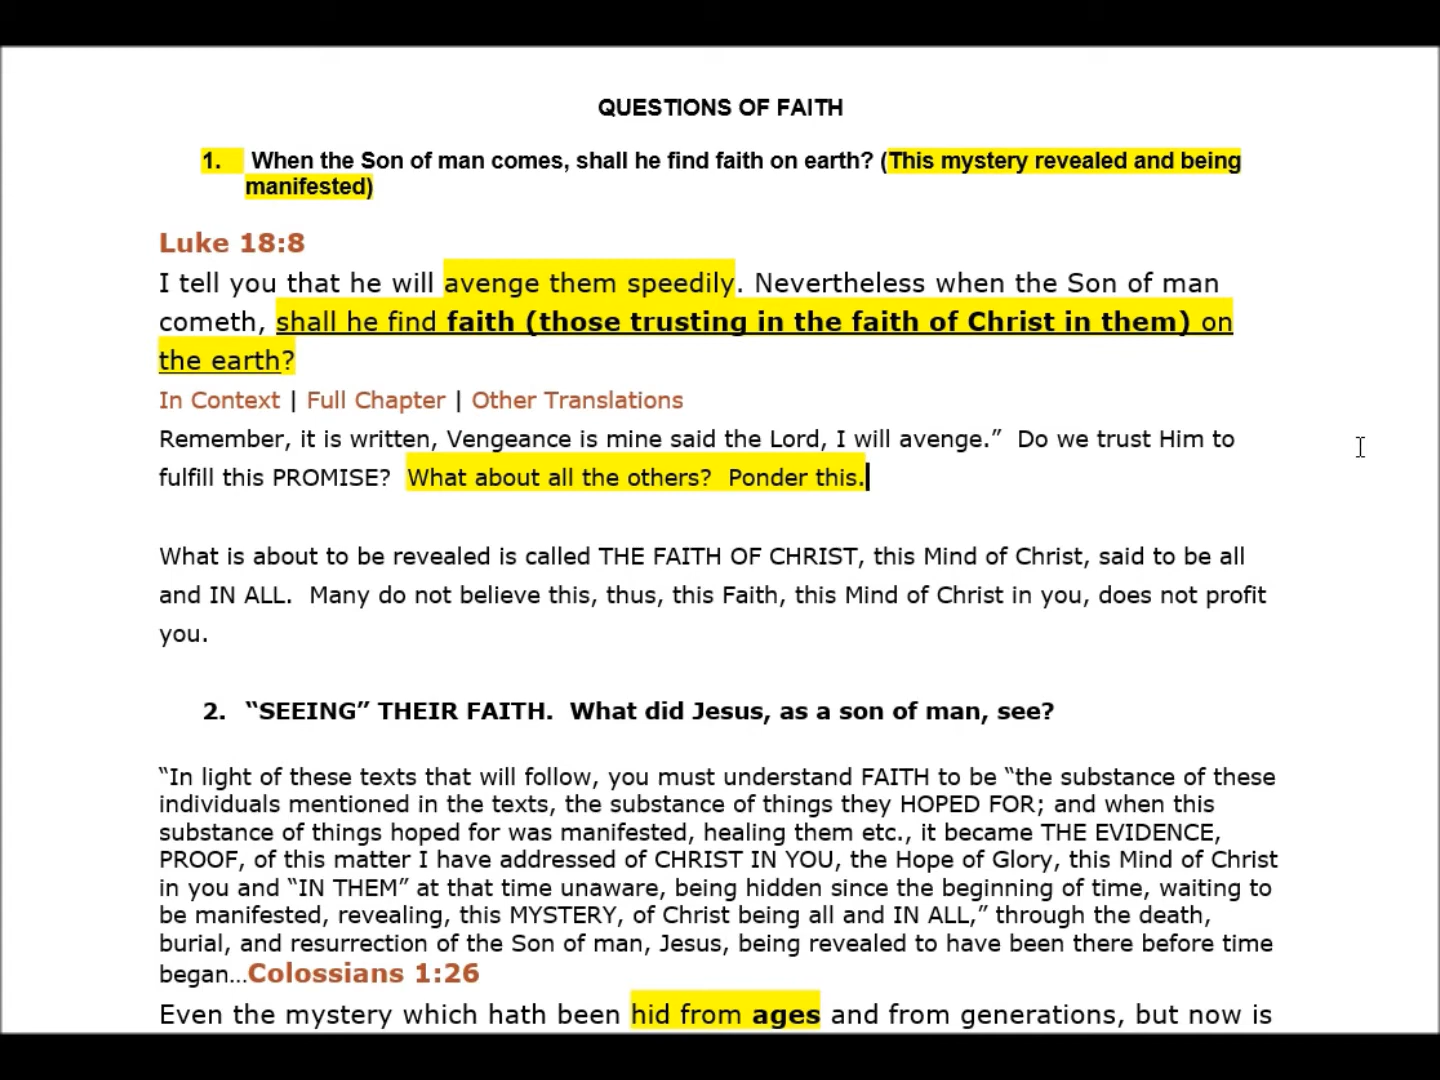 QUESTIONS OF FAITH
1. When the Son of man comes, shall he find faith on earth? (This mystery revealed and being
manifested)
Luke 18:8
I tell you that he will avenge them speedily. Nevertheless when the Son of man
cometh, shall he find faith (those trusting in the faith of Christ in them) on
the earth?
In Context | Full Chapter | Other Translations
Remember, it is written, Vengeance is mine said the Lord, I will avenge.”  Do we trust Him to
fulfill this PROMISE?  What about all the others?  Ponder this.
What is about to be revealed is called THE FAITH OF CHRIST, this Mind of Christ, said to be all
and IN ALL.  Many do not believe this, thus, this Faith, this Mind of Christ in you, does not profit
you.
2. “SEEING” THEIR FAITH.  What did Jesus, as a son of man, see?
“In light of these texts that will follow, you must understand FAITH to be “the substance of these
individuals mentioned in the texts, the substance of things they HOPED FOR; and when this
substance of things hoped for was manifested, healing them etc., it became THE EVIDENCE,
PROOF, of this matter I have addressed of CHRIST IN YOU, the Hope of Glory, this Mind of Christ
in you and “IN THEM” at that time unaware, being hidden since the beginning of time, waiting to
be manifested, revealing, this MYSTERY, of Christ being all and IN ALL,” through the death,
burial, and resurrection of the Son of man, Jesus, being revealed to have been there before time
began…Colossians 1:26
Even the mystery which hath been hid from ages and from generations, but now is